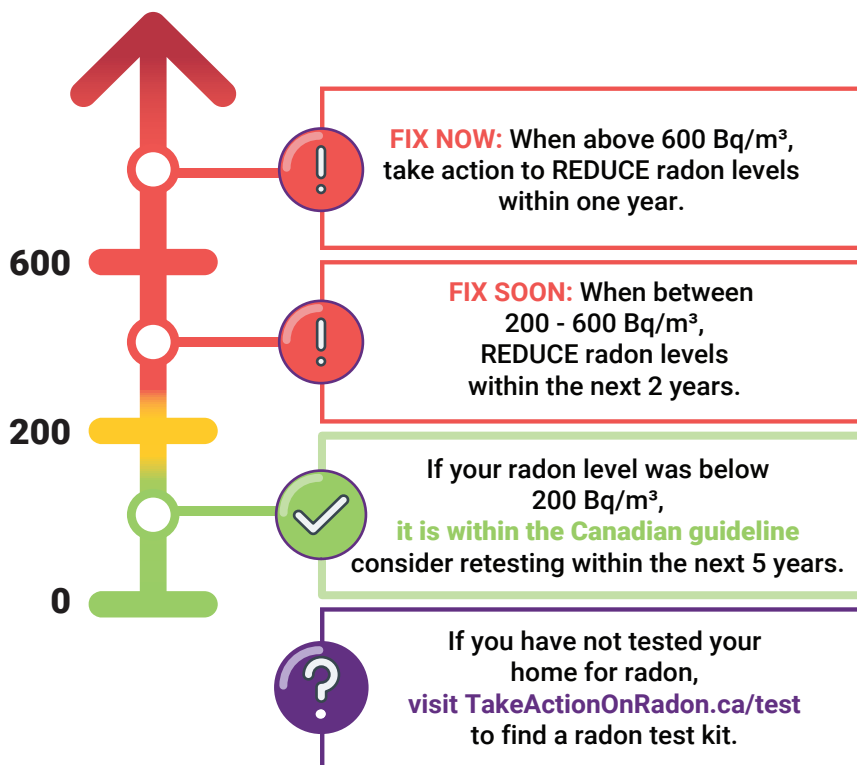 FIX NOW: When above 600 Bq/m³,
take action to REDUCE radon levels
within one year.
600
FIX SOON: When between
200 - 600 Bq/m³,
REDUCE radon levels
within the next 2 years.
200
If your radon level was below
200 Bq/m³,
it is within the Canadian guideline
consider retesting within the next 5 years.
0
If you have not tested your
home for radon,
visit TakeActionOnRadon.ca/test
to find a radon test kit.